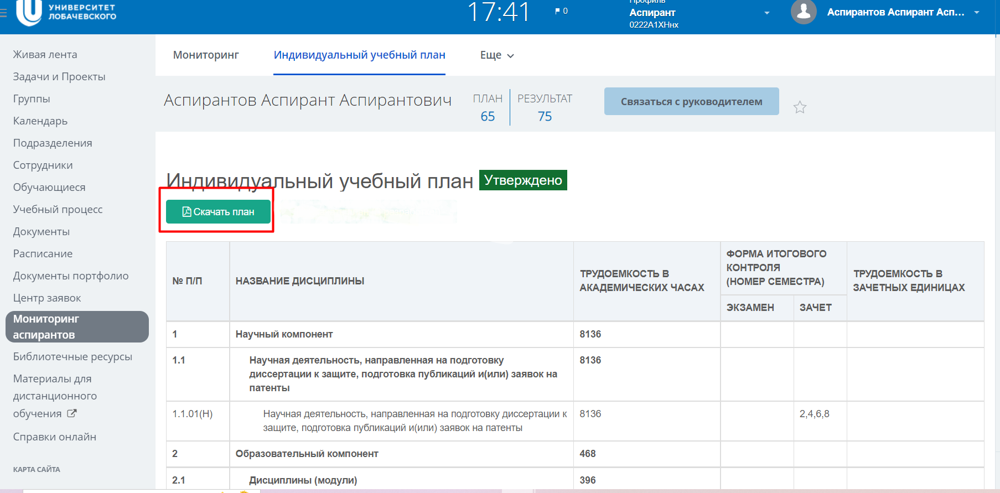 УНИВЕРСИТЕТ
ЛОБАЧЕВСКОГО
17:41
0
Профиль
Аспирант
0222А1ХНнх
Аспирантов Аспирант Асп...
Живая лента
Задачи и Проекты
Группы
Календарь
Подразделения
Сотрудники
Обучающиеся
Учебный процесс
Документы
Расписание
Документы портфолио
Центр заявок
Мониторинг
аспирантов
Библиотечные ресурсы
Материалы для
дистанционного
обучения
Справки онлайн
КАРТА САЙТА
Мониторинг
Индивидуальный учебный план
Еще
Аспирантов Аспирант Аспирантович
ПЛАН
65
РЕЗУЛЬТАТ
75
Связаться с руководителем
Индивидуальный учебный план Утверждено
Скачать план
№ П/П
НАЗВАНИЕ ДИСЦИПЛИНЫ
ТРУДОЕМКОСТЬ В
АКАДЕМИЧЕСКИХ ЧАСАХ
ФОРМА ИТОГОВОГО
КОНТРОЛЯ
(НОМЕР СЕМЕСТРА)
ЭКЗАМЕН
ЗАЧЕТ
ТРУДОЕМКОСТЬ В
ЗАЧЕТНЫХ ЕДИНИЦАХ
1 Научный компонент 8136
1.1 Научная деятельность, направленная на подготовку 8136
диссертации к защите, подготовка публикаций и(или) заявок на
патенты
1.1.01(Н) Научная деятельность, направленная на подготовку диссертации к 8136 2,4,6,8
защите, подготовка публикаций и(или) заявок на патенты
2 Образовательный компонент 468
2.1 Дисциплины (модули) 396